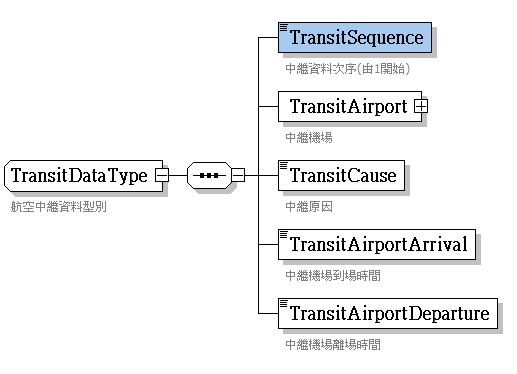 TransitSequence
中繼資料次序(由1開始)
TransitAirport
中繼機場
TransitDataType
航空中繼資料型別
TransitCause
中繼原因
TransitAirportArrival
中繼機場到場時間
TransitAirportDeparture
中繼機場離場時間